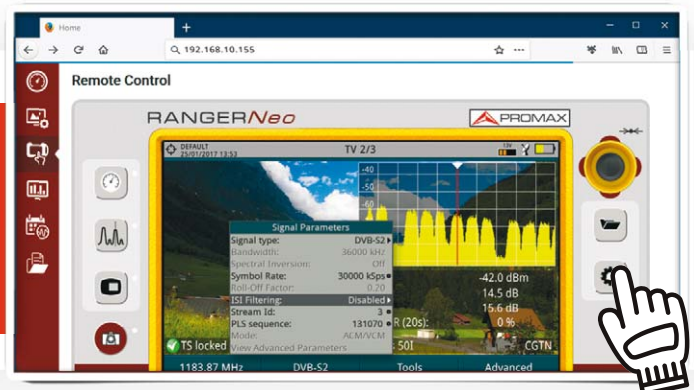 Home
192.168.10.155
Remote Control
RANGERNeo
PROMAX
DEFAULT
25/01/2017 13:53
TV 2/3
13V
-40
-50
-60
Signal Parameters
Signal type: DVB-S2
Bandwidth: 36000 kHz
Spectral Inversion: Off
Symbol Rate: 30000 kSps
Roll-Off Factor: 0.20
ISI Filtering: Disabled
Stream Id: 3
PLS sequence: 131070
Mode: ACM/VCM
View Advanced Parameters
-42.0 dBm
14.5 dB
15.6 dB
R (20s): 0 %
TS locked
501
CGTN
1183.87 MHz DVB-S2 Tools Advanced